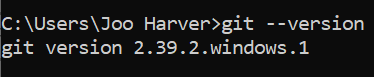 C:\Users\Joo Harver>git --version
git version 2.39.2.windows.1